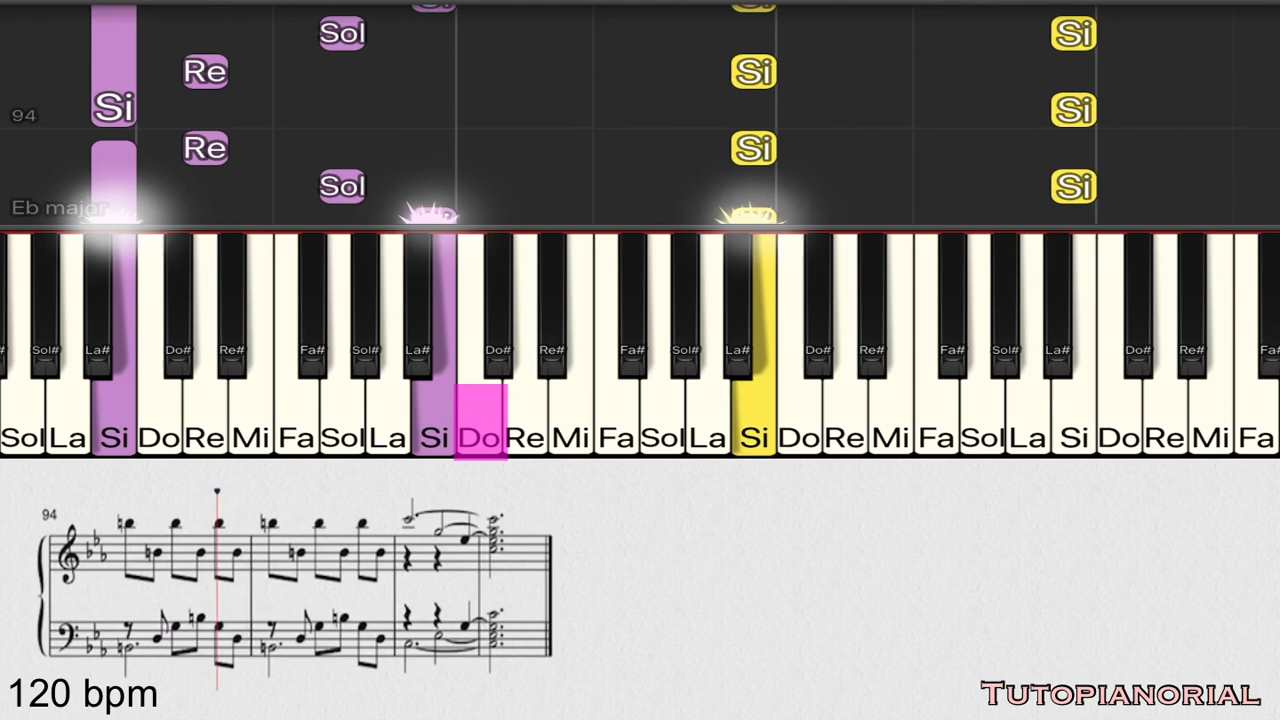 Sol
Si
Si
Re
Si
Si
94
Si
Re
Si
Sol
Si
Eb major
Sol# La# Do# Re# Fa# Sol# La# Do# Re# Fa# Sol# La# Do# Re# Fa# Sol# La# Do# Re# Fa#
Sol La Si Do Re Mi Fa Sol La Si Do Re Mi Fa Sol La Si Do Re Mi Fa Sol La Si Do Re Mi Fa
94
120 bpm
TUTOPIANORIAL